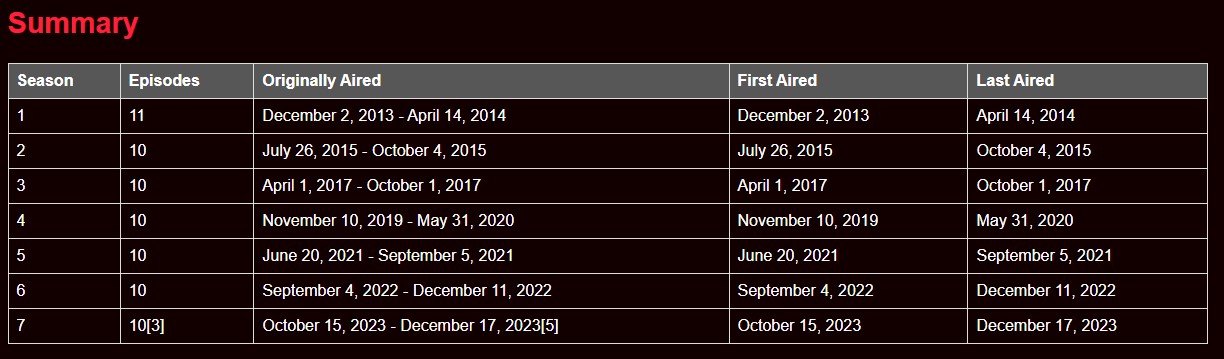 Summary
Season Episodes Originally Aired First Aired Last Aired
1 11 December 2, 2013 - April 14, 2014 December 2, 2013 April 14, 2014
2 10 July 26, 2015 - October 4, 2015 July 26, 2015 October 4, 2015
3 10 April 1, 2017 - October 1, 2017 April 1, 2017 October 1, 2017
4 10 November 10, 2019 - May 31, 2020 November 10, 2019 May 31, 2020
5 10 June 20, 2021 - September 5, 2021 June 20, 2021 September 5, 2021
6 10 September 4, 2022 - December 11, 2022 September 4, 2022 December 11, 2022
7 10[3] October 15, 2023 - December 17, 2023[5] October 15, 2023 December 17, 2023